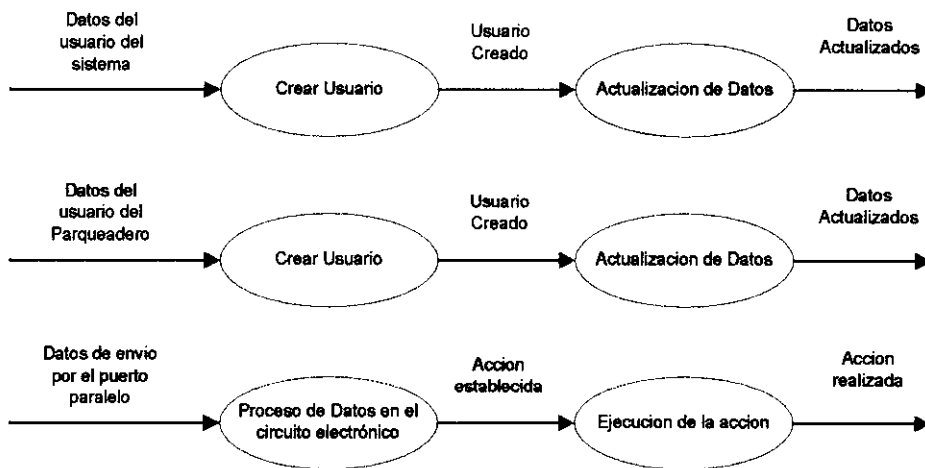 Datos del
usuario del
sistema
Crear Usuario
Usuario
Creado
Actualizacion de Datos
Datos
Actualizados
Datos del
usuario del
Parqueadero
Crear Usuario
Usuario
Creado
Actualizacion de Datos
Datos
Actualizados
Datos de envio
por el puerto
paralelo
Proceso de Datos en el
circuito electrónico
Accion
establecida
Ejecucion de la accion
Accion
realizada